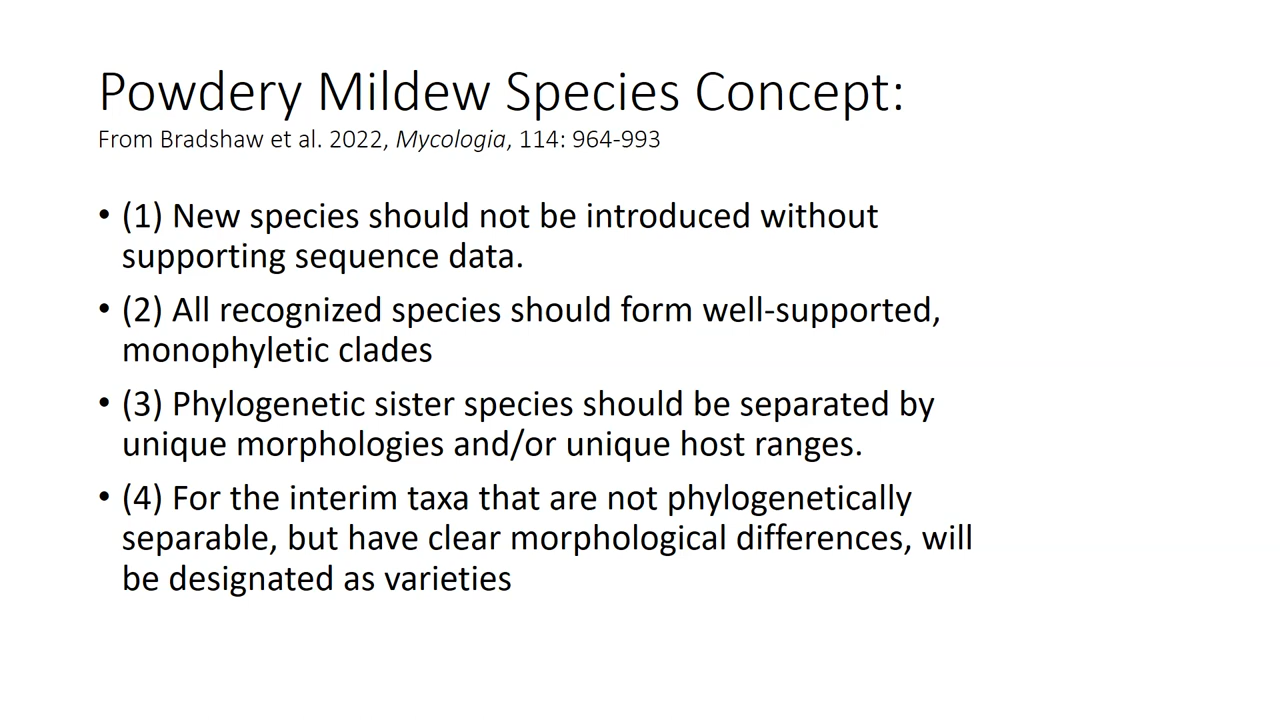 Powdery Mildew Species Concept:
From Bradshaw et al. 2022, Mycologia, 114: 964-993
• (1) New species should not be introduced without
supporting sequence data.
• (2) All recognized species should form well-supported,
monophyletic clades
• (3) Phylogenetic sister species should be separated by
unique morphologies and/or unique host ranges.
• (4) For the interim taxa that are not phylogenetically
separable, but have clear morphological differences, will
be designated as varieties